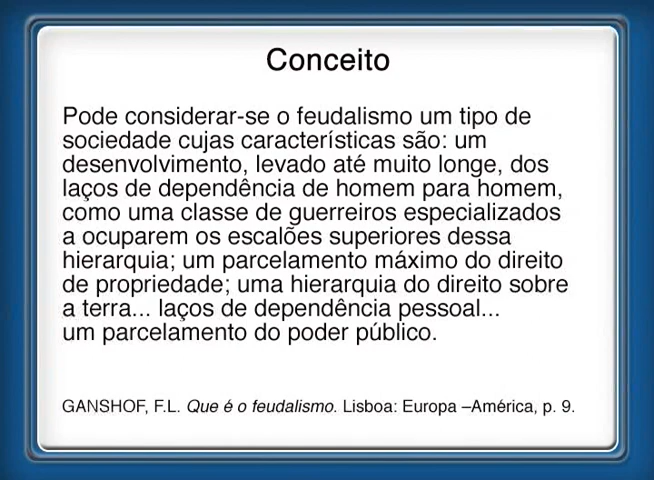 Conceito
Pode considerar-se o feudalismo um tipo de
sociedade cujas características são: um
desenvolvimento, levado até muito longe, dos
laços de dependência de homem para homem,
como uma classe de guerreiros especializados
a ocuparem os escalões superiores dessa
hierarquia; um parcelamento máximo do direito
de propriedade; uma hierarquia do direito sobre
a terra... laços de dependência pessoal...
um parcelamento do poder público.
GANSHOF, F.L. Que é o feudalismo. Lisboa: Europa –América, p. 9.